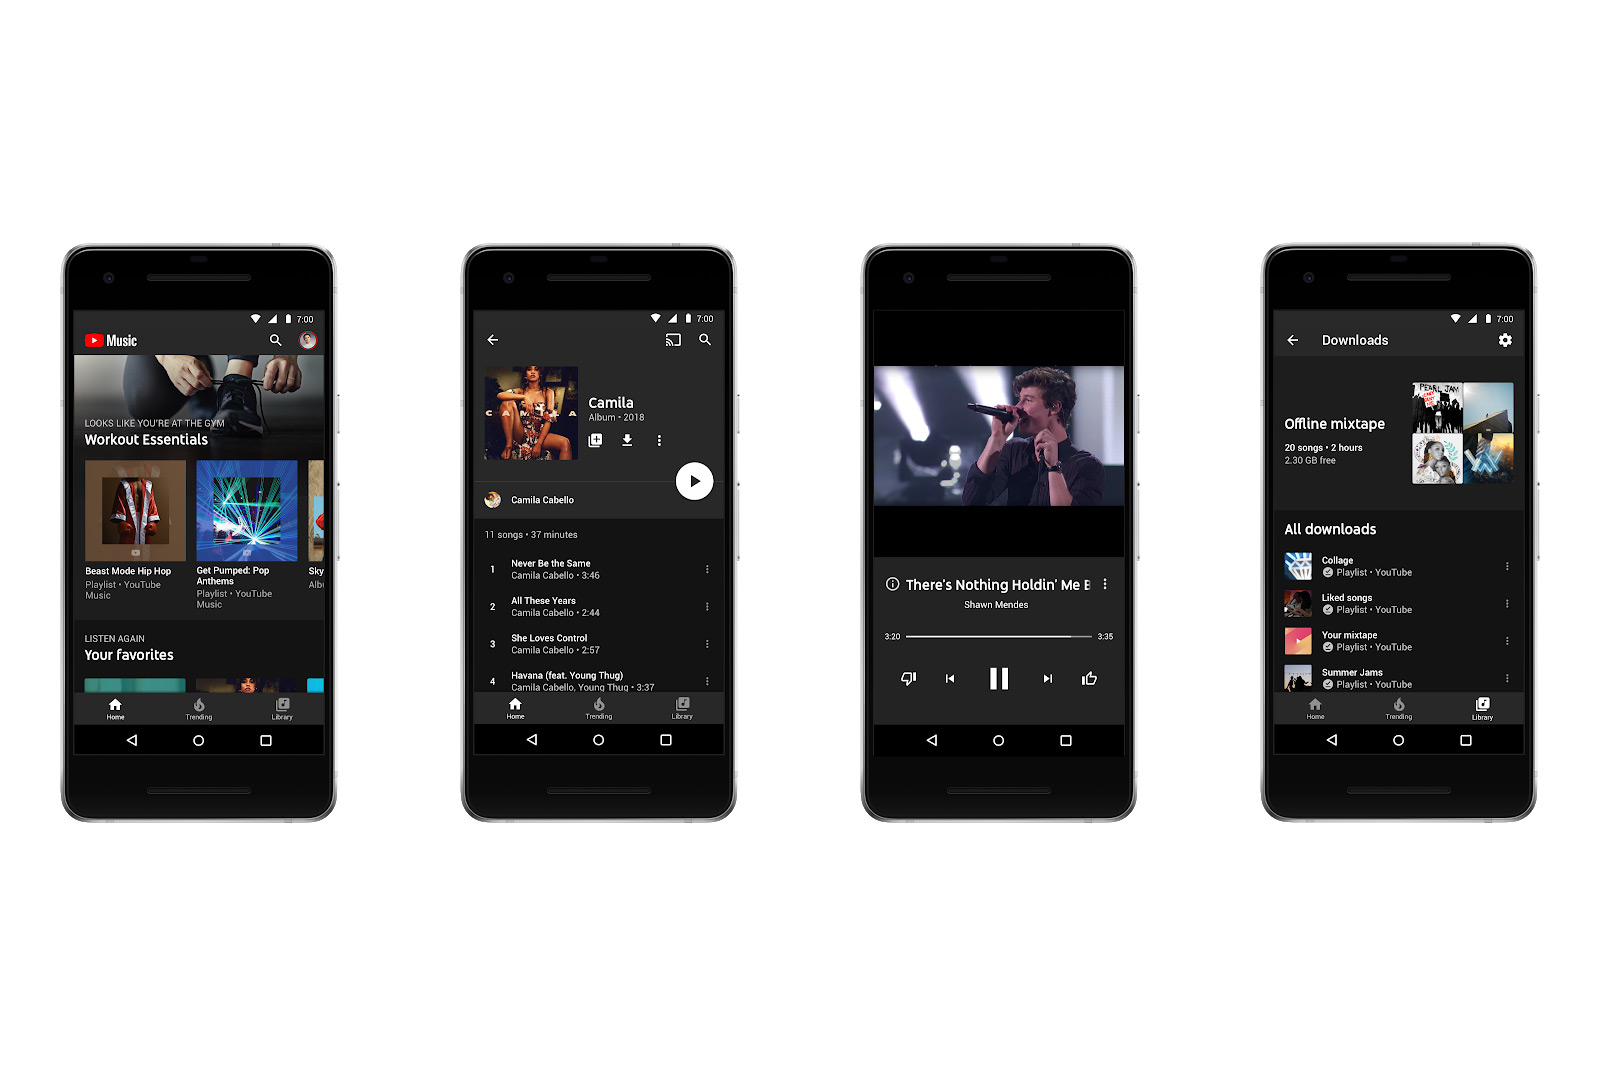 7:00
Music
LOOKS LIKE YOU'RE AT THE GYM
Workout Essentials
Beast Mode Hip Hop
Playlist • YouTube
Music
Get Pumped: Pop
Anthems
Playlist • YouTube
Music
Sky
Albu
LISTEN AGAIN
Your favorites
Home
Trending
Library
7:00
CAMILA
Camila
Album • 2018
Camila Cabello
11 songs • 37 minutes
1
Never Be the Same
Camila Cabello • 3:46
2
All These Years
Camila Cabello • 2:44
3
She Loves Control
Camila Cabello • 2:57
4
Havana (feat. Young Thug)
Camila Cabello, Young Thug • 3:37
Home
Trending
Library
There's Nothing Holdin' Me B
Shawn Mendes
3:20
3:35
7:00
Downloads
PEARL JAM
Offline mixtape
20 songs • 2 hours
2.30 GB free
All downloads
Collage
Playlist • YouTube
Liked songs
Playlist • YouTube
Your mixtape
Playlist • YouTube
Summer Jams
Playlist • YouTube
Home
Trending
Library